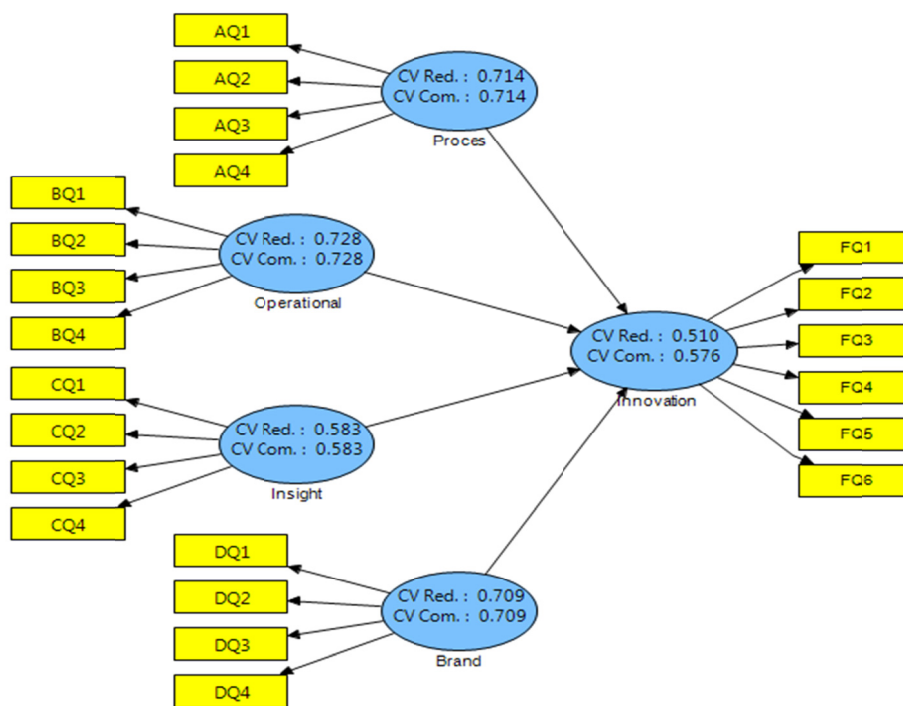 AQ1
AQ2
AQ3
AQ4
CV Red. : 0.714
CV Com. : 0.714
Proces
BQ1
BQ2
BQ3
BQ4
CV Red. : 0.728
CV Com. : 0.728
Operational
CQ1
CQ2
CQ3
CQ4
CV Red. : 0.583
CV Com. : 0.583
Insight
DQ1
DQ2
DQ3
DQ4
CV Red. : 0.709
CV Com. : 0.709
Brand
CV Red. : 0.510
CV Com. : 0.576
Innovation
FQ1
FQ2
FQ3
FQ4
FQ5
FQ6